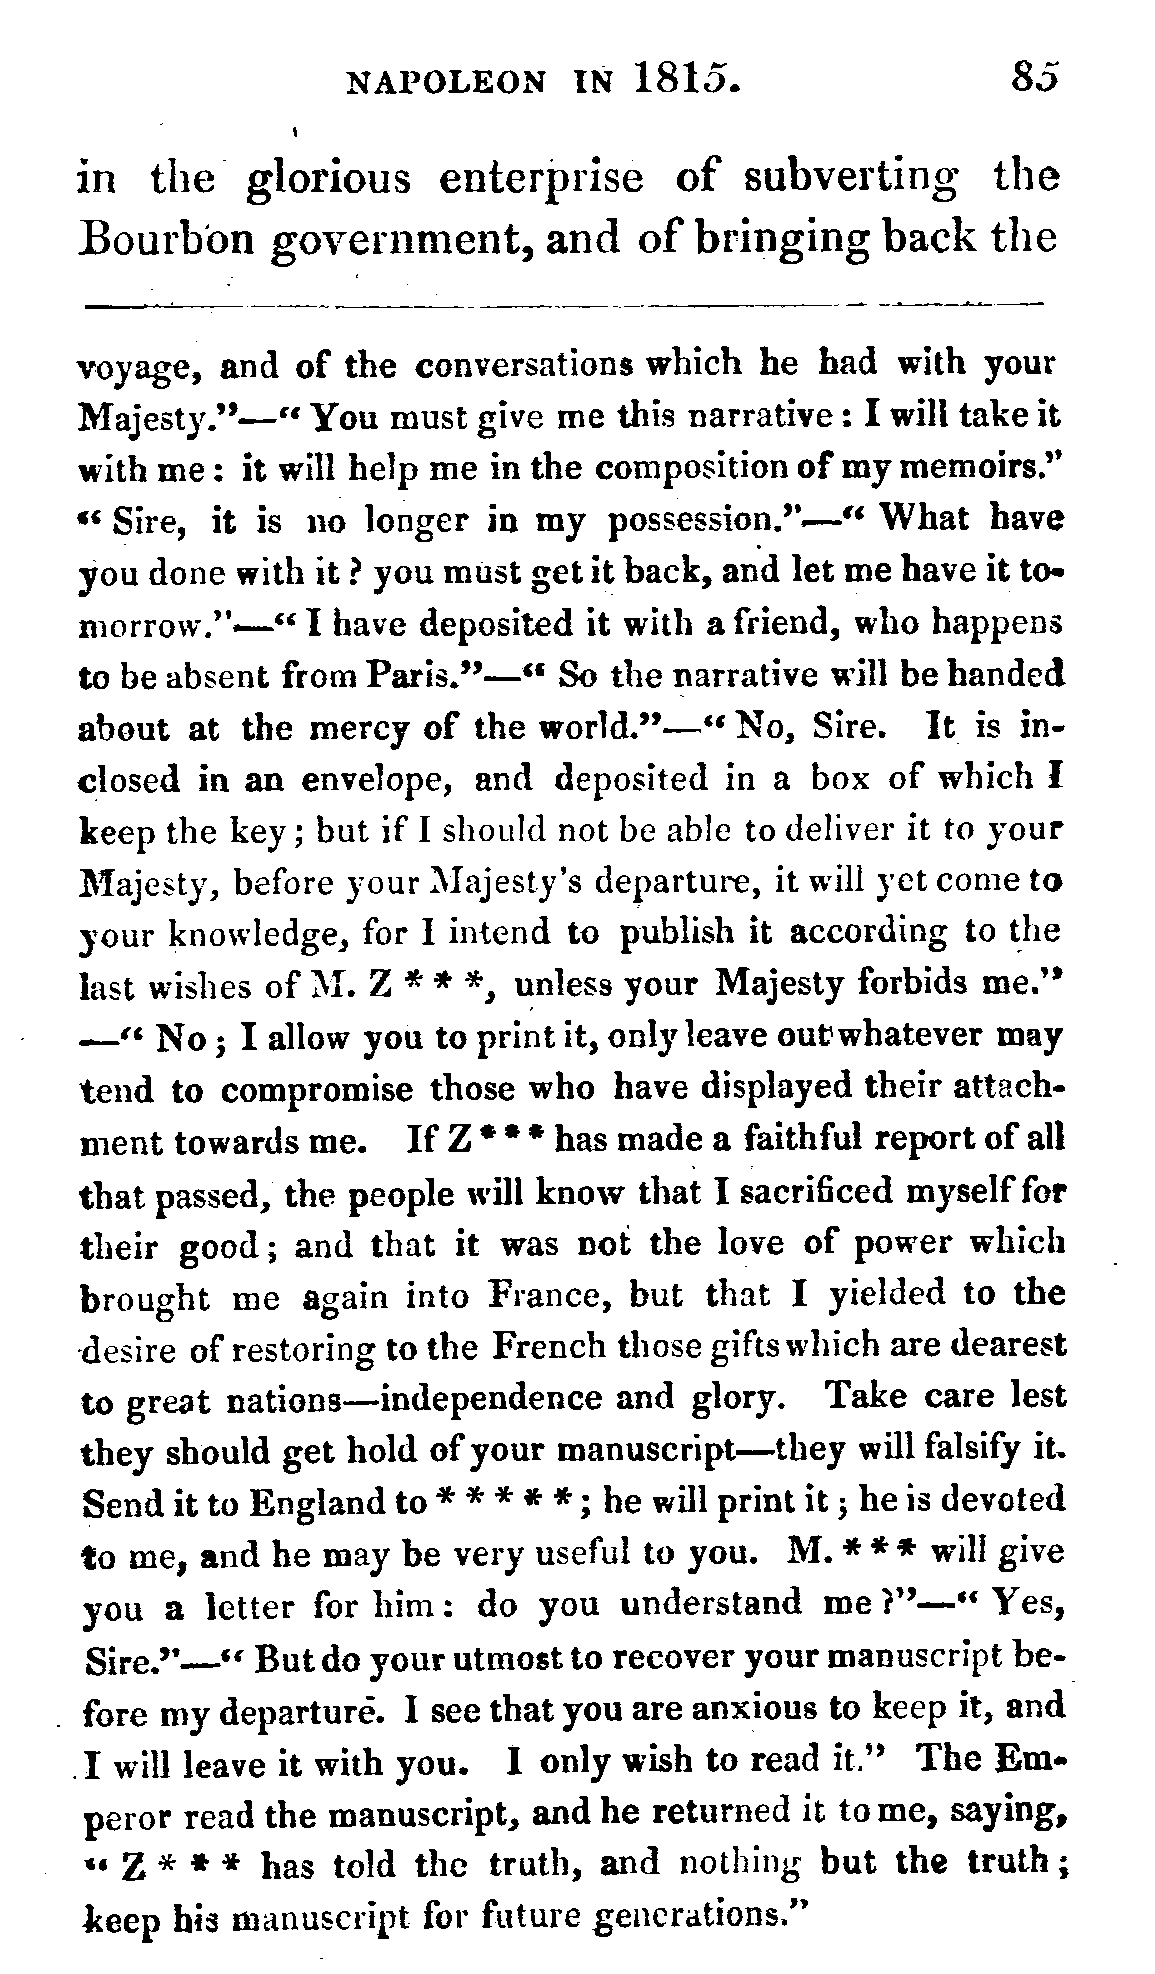 NAPOLEON IN 1815. 85
in the glorious enterprise of subverting the
Bourbon government, and of bringing back the
voyage, and of the conversations which he had with your
Majesty."—"You must give me this narrative: I will take it
with me: it will help me in the composition of my memoirs."
"Sire, it is no longer in my possession."—"What have
you done with it? you must get it back, and let me have it to-
morrow."—"I have deposited it with a friend, who happens
to be absent from Paris."—"So the narrative will be handed
about at the mercy of the world."—"No, Sire. It is in-
closed in an envelope, and deposited in a box of which I
keep the key; but if I should not be able to deliver it to your
Majesty, before your Majesty's departure, it will yet come to
your knowledge, for I intend to publish it according to the
last wishes of M. Z * * *, unless your Majesty forbids me."
—"No; I allow you to print it, only leave out whatever may
tend to compromise those who have displayed their attach-
ment towards me. If Z * * * has made a faithful report of all
that passed, the people will know that I sacrificed myself for
their good; and that it was not the love of power which
brought me again into France, but that I yielded to the
desire of restoring to the French those gifts which are dearest
to great nations—independence and glory. Take care lest
they should get hold of your manuscript—they will falsify it.
Send it to England to * * * * *; he will print it; he is devoted
to me, and he may be very useful to you. M. * * * will give
you a letter for him: do you understand me?"—"Yes,
Sire."—"But do your utmost to recover your manuscript be-
fore my departure. I see that you are anxious to keep it, and
I will leave it with you. I only wish to read it." The Em-
peror read the manuscript, and he returned it to me, saying,
"Z * * * has told the truth, and nothing but the truth;
keep his manuscript for future generations."